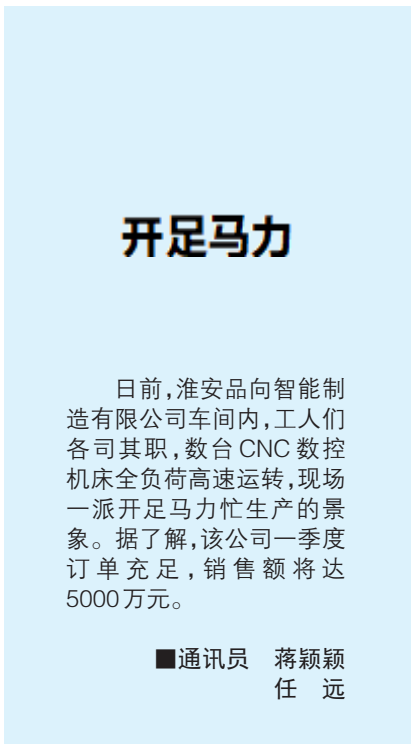 开足马力
日前,淮安品向智能制
造有限公司车间内,工人们
各司其职,数台CNC数控
机床全负荷高速运转,现场
一派开足马力忙生产的景
象。据了解,该公司一季度
订单充足,销售额将达
5000万元。
■通讯员　蒋颖颖
任　远